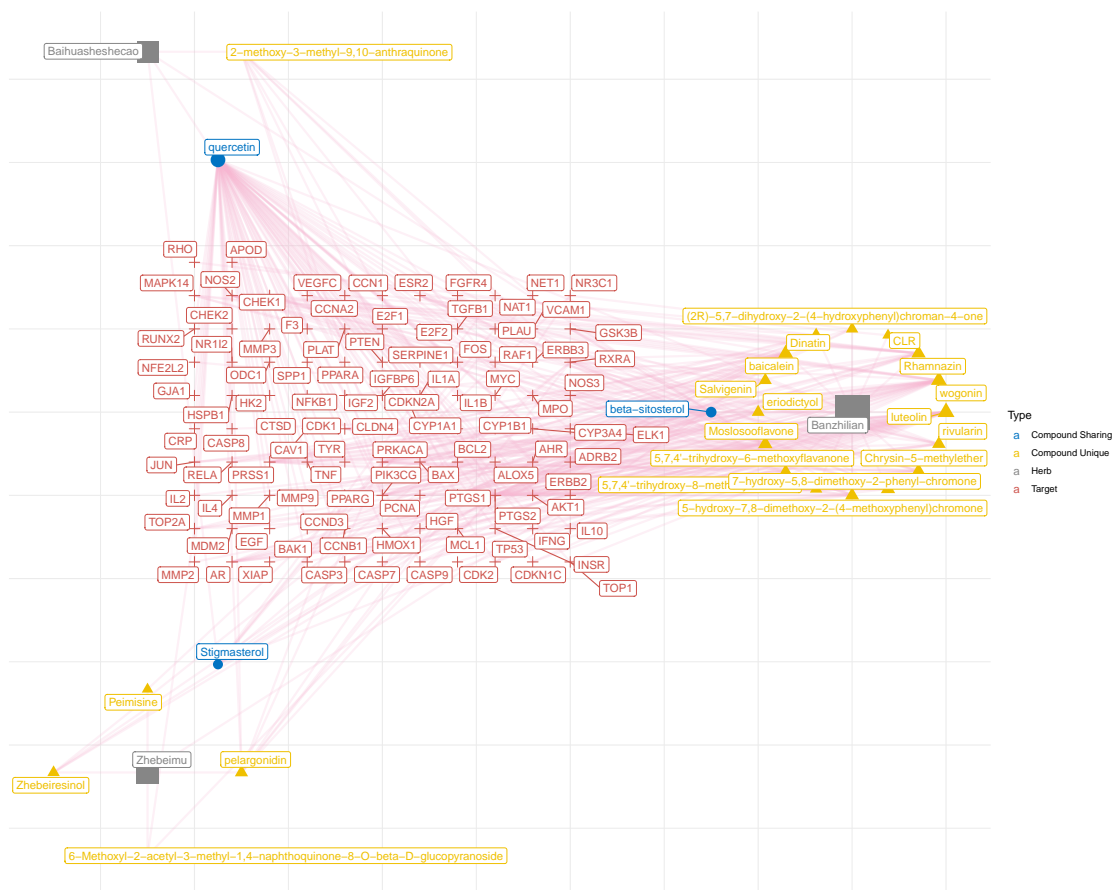 Baihuasheshecao
2−methoxy−3−methyl−9,10−anthraquinone
quercetin
RHO
APOD
MAPK14
NOS2
VEGFC
CCN1
ESR2
FGFR4
NET1
NR3C1
CHEK1
CCNA2
TGFB1
NAT1
VCAM1
CHEK2
E2F1
(2R)−5,7−dihydroxy−2−(4−hydroxyphenyl)chroman−4−one
F3
E2F2
PLAU
GSK3B
RUNX2
NR1I2
PTEN
Dinatin
CLR
MMP3
PLAT
SERPINE1
FOS
RAF1
ERBB3
RXRA
NFE2L2
baicalein
Rhamnazin
ODC1
SPP1
PPARA
IGFBP6
IL1A
MYC
NOS3
GJA1
Salvigenin
wogonin
HK2
NFKB1
IGF2
CDKN2A
IL1B
MPO
beta−sitosterol
eriodictyol
HSPB1
luteolin
CTSD
CDK1
CLDN4
CYP1A1
CYP1B1
CYP3A4
ELK1
Banzhilian
CRP
CASP8
Moslosooflavone
rivularin
CAV1
TYR
PRKACA
BCL2
AHR
ADRB2
5,7,4'−trihydroxy−6−methoxyflavanone
Chrysin−5−methylether
JUN
RELA
PRSS1
TNF
PIK3CG
BAX
ALOX5
ERBB2
5,7,4'−trihydroxy−8−meth
7−hydroxy−5,8−dimethoxy−2−phenyl−chromone
IL2
IL4
MMP9
PPARG
PTGS1
AKT1
5−hydroxy−7,8−dimethoxy−2−(4−methoxyphenyl)chromone
TOP2A
MMP1
CCND3
PCNA
HGF
PTGS2
IL10
MDM2
EGF
BAK1
CCNB1
HMOX1
MCL1
TP53
IFNG
INSR
MMP2
AR
XIAP
CASP3
CASP7
CASP9
CDK2
CDKN1C
TOP1
Stigmasterol
Peimisine
Zhebeimu
pelargonidin
Zhebeiresinol
6−Methoxyl−2−acetyl−3−methyl−1,4−naphthoquinone−8−O−beta−D−glucopyranoside
Type
a Compound Sharing
a Compound Unique
a Herb
a Target